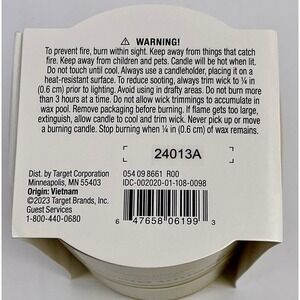 ⚠ WARNING!
To prevent fire, burn within sight. Keep away from things that catch
fire. Keep away from children and pets. Candle will be hot when lit.
Do not touch until cool. Always use a candleholder, placing it on a
heat-resistant surface. To reduce sooting, always trim wick to ¼ in
(0.6 cm) prior to lighting. Avoid using in drafty areas. Do not burn more
than 3 hours at a time. Do not allow wick trimmings to accumulate in
wax pool. Remove packaging before burning. If flame gets too large,
extinguish, allow candle to cool and trim wick. Never pick up or move
a burning candle. Stop burning when ¼ in (0.6 cm) of wax remains.
24013A
Dist. by Target Corporation
Minneapolis, MN 55403
Origin: Vietnam
©2023 Target Brands, Inc.
Guest Services
1-800-440-0680
054 09 8661 R00
IDC-002020-01-108-0098
6 47658 06199 3